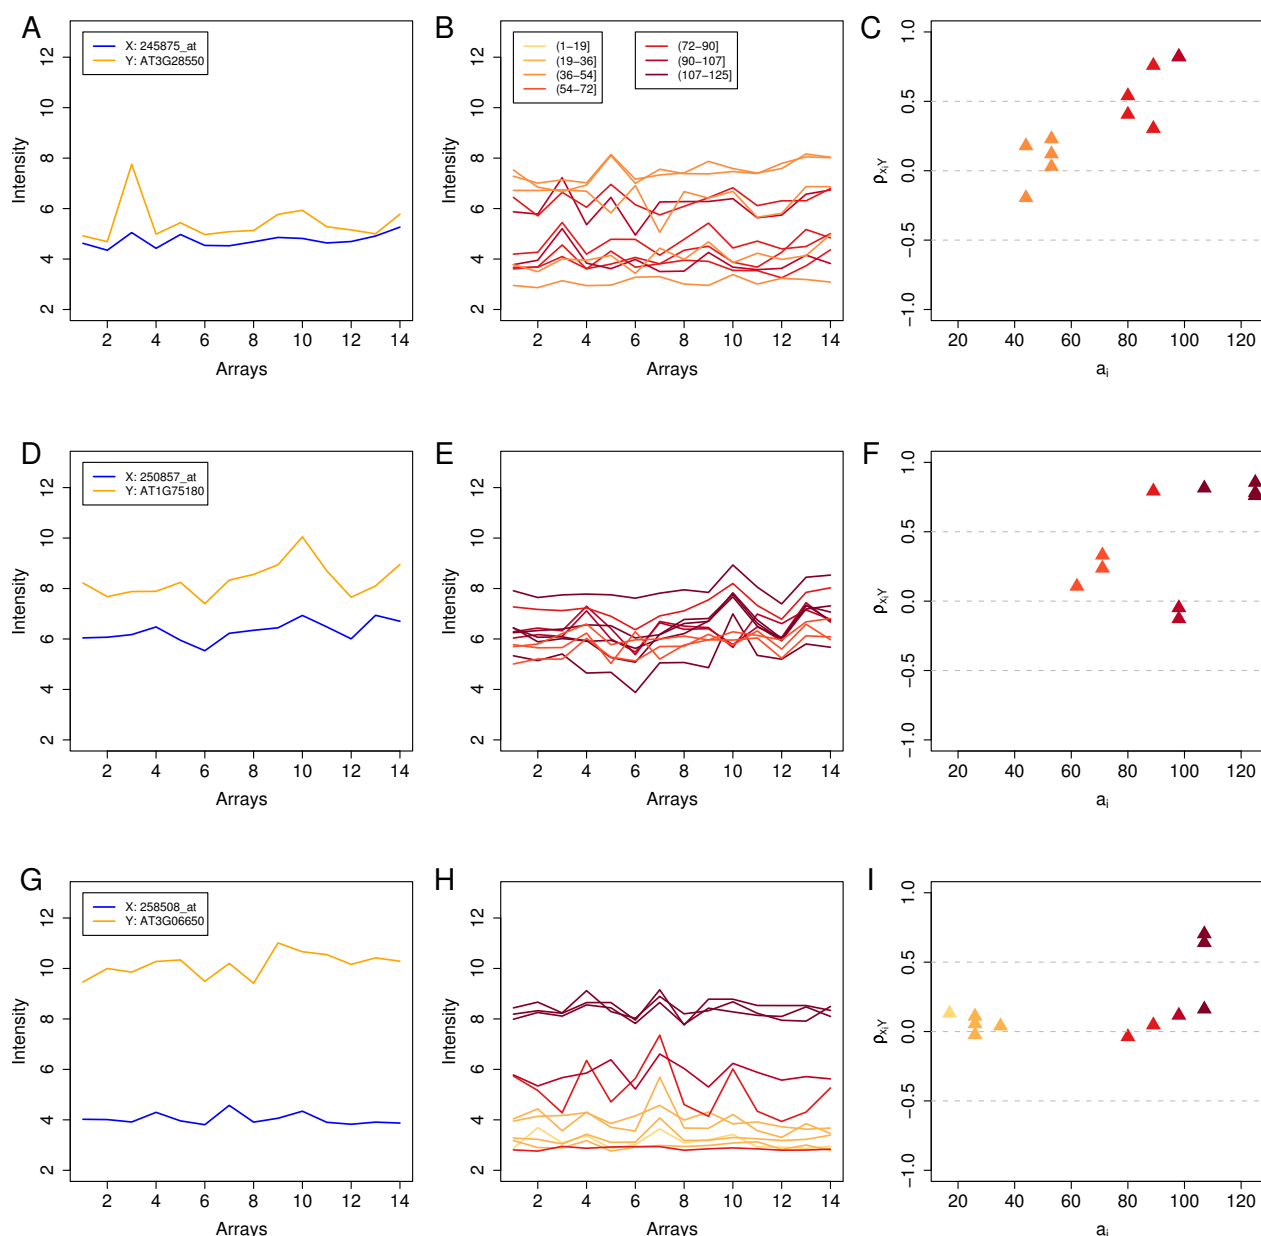 A
X: 245875_at
Y: AT3G28550
Intensity
2 4 6 8 10 12
2 4 6 8 10 12 14
Arrays
B
(1−19]
(19−36]
(36−54]
(54−72]
(72−90]
(90−107]
(107−125]
Intensity
2 4 6 8 10 12
2 4 6 8 10 12 14
Arrays
C
ρxiY
−1.0 −0.5 0.0 0.5 1.0
20 40 60 80 100 120
ai
D
X: 250857_at
Y: AT1G75180
Intensity
2 4 6 8 10 12
2 4 6 8 10 12 14
Arrays
E
Intensity
2 4 6 8 10 12
2 4 6 8 10 12 14
Arrays
F
ρxiY
−1.0 −0.5 0.0 0.5 1.0
20 40 60 80 100 120
ai
G
X: 258508_at
Y: AT3G06650
Intensity
2 4 6 8 10 12
2 4 6 8 10 12 14
Arrays
H
Intensity
2 4 6 8 10 12
2 4 6 8 10 12 14
Arrays
I
ρxiY
−1.0 −0.5 0.0 0.5 1.0
20 40 60 80 100 120
ai